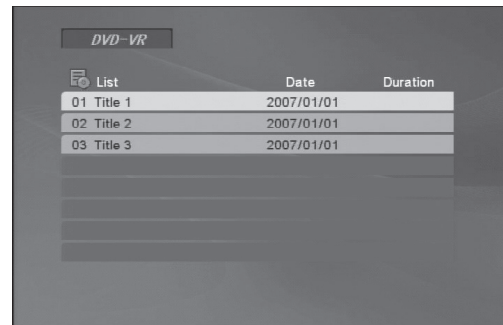 DVD-VR
List Date Duration
01 Title 1 2007/01/01
02 Title 2 2007/01/01
03 Title 3 2007/01/01